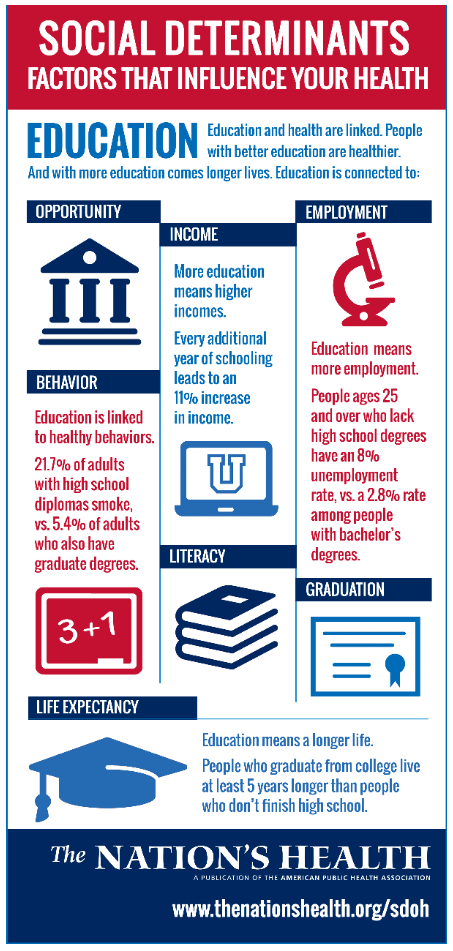 SOCIAL DETERMINANTS
FACTORS THAT INFLUENCE YOUR HEALTH
EDUCATION
Education and health are linked. People
with better education are healthier.
And with more education comes longer lives. Education is connected to:
OPPORTUNITY
BEHAVIOR
Education is linked
to healthy behaviors.
21.7% of adults
with high school
diplomas smoke,
vs. 5.4% of adults
who also have
graduate degrees.
3+1
INCOME
More education
means higher
incomes.
Every additional
year of schooling
leads to an
11% increase
in income.
U
LITERACY
EMPLOYMENT
Education means
more employment.
People ages 25
and over who lack
high school degrees
have an 8%
unemployment
rate, vs. a 2.8% rate
among people
with bachelor's
degrees.
GRADUATION
LIFE EXPECTANCY
Education means a longer life.
People who graduate from college live
at least 5 years longer than people
who don't finish high school.
The NATION'S HEALTH
A PUBLICATION OF THE AMERICAN PUBLIC HEALTH ASSOCIATION
www.thenationshealth.org/sdoh